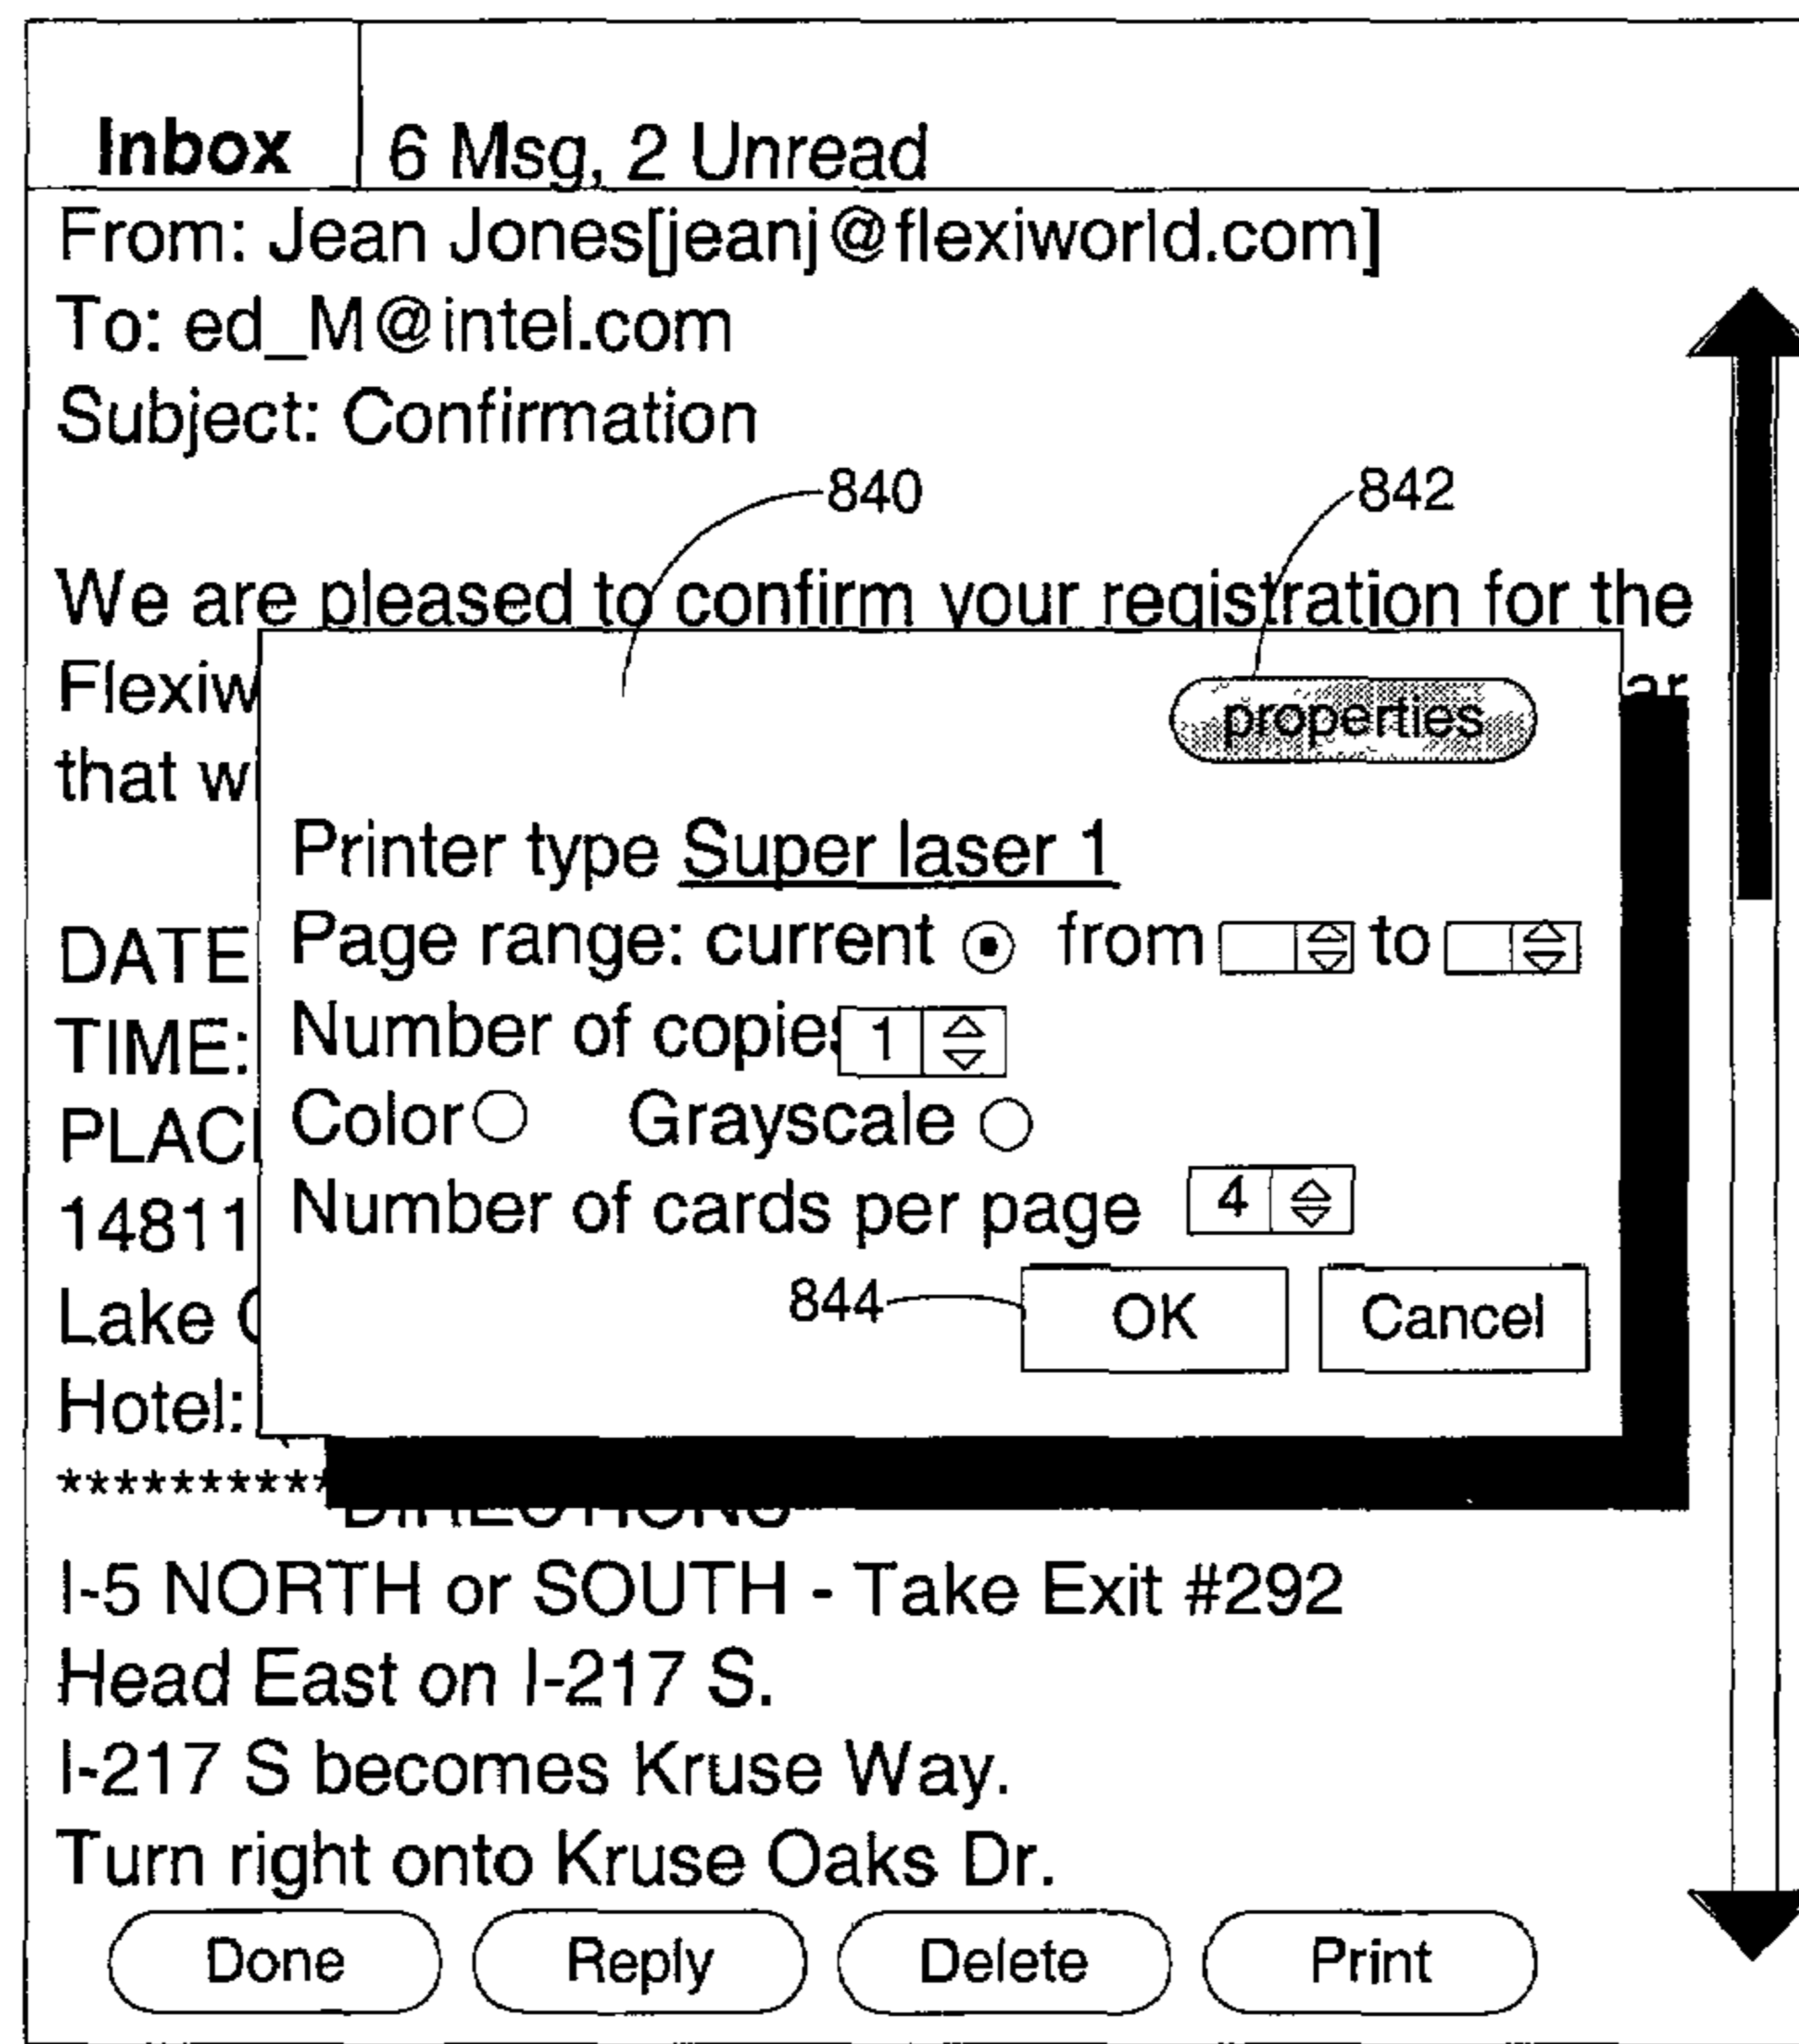 Inbox 6 Msg, 2 Unread
From: Jean Jones[jeanj@flexiworld.com]
To: ed_M@intel.com
Subject: Confirmation
840 842
We are pleased to confirm your registration for the
Flexiw ar
that w
properties
Printer type Super laser 1
DATE
Page range: current from to
TIME:
Number of copies 1
PLAC
Color Grayscale
14811
Number of cards per page 4
Lake
844 OK Cancel
Hotel:
**********
DIRECTIONS
I-5 NORTH or SOUTH - Take Exit #292
Head East on I-217 S.
I-217 S becomes Kruse Way.
Turn right onto Kruse Oaks Dr.
Done Reply Delete Print